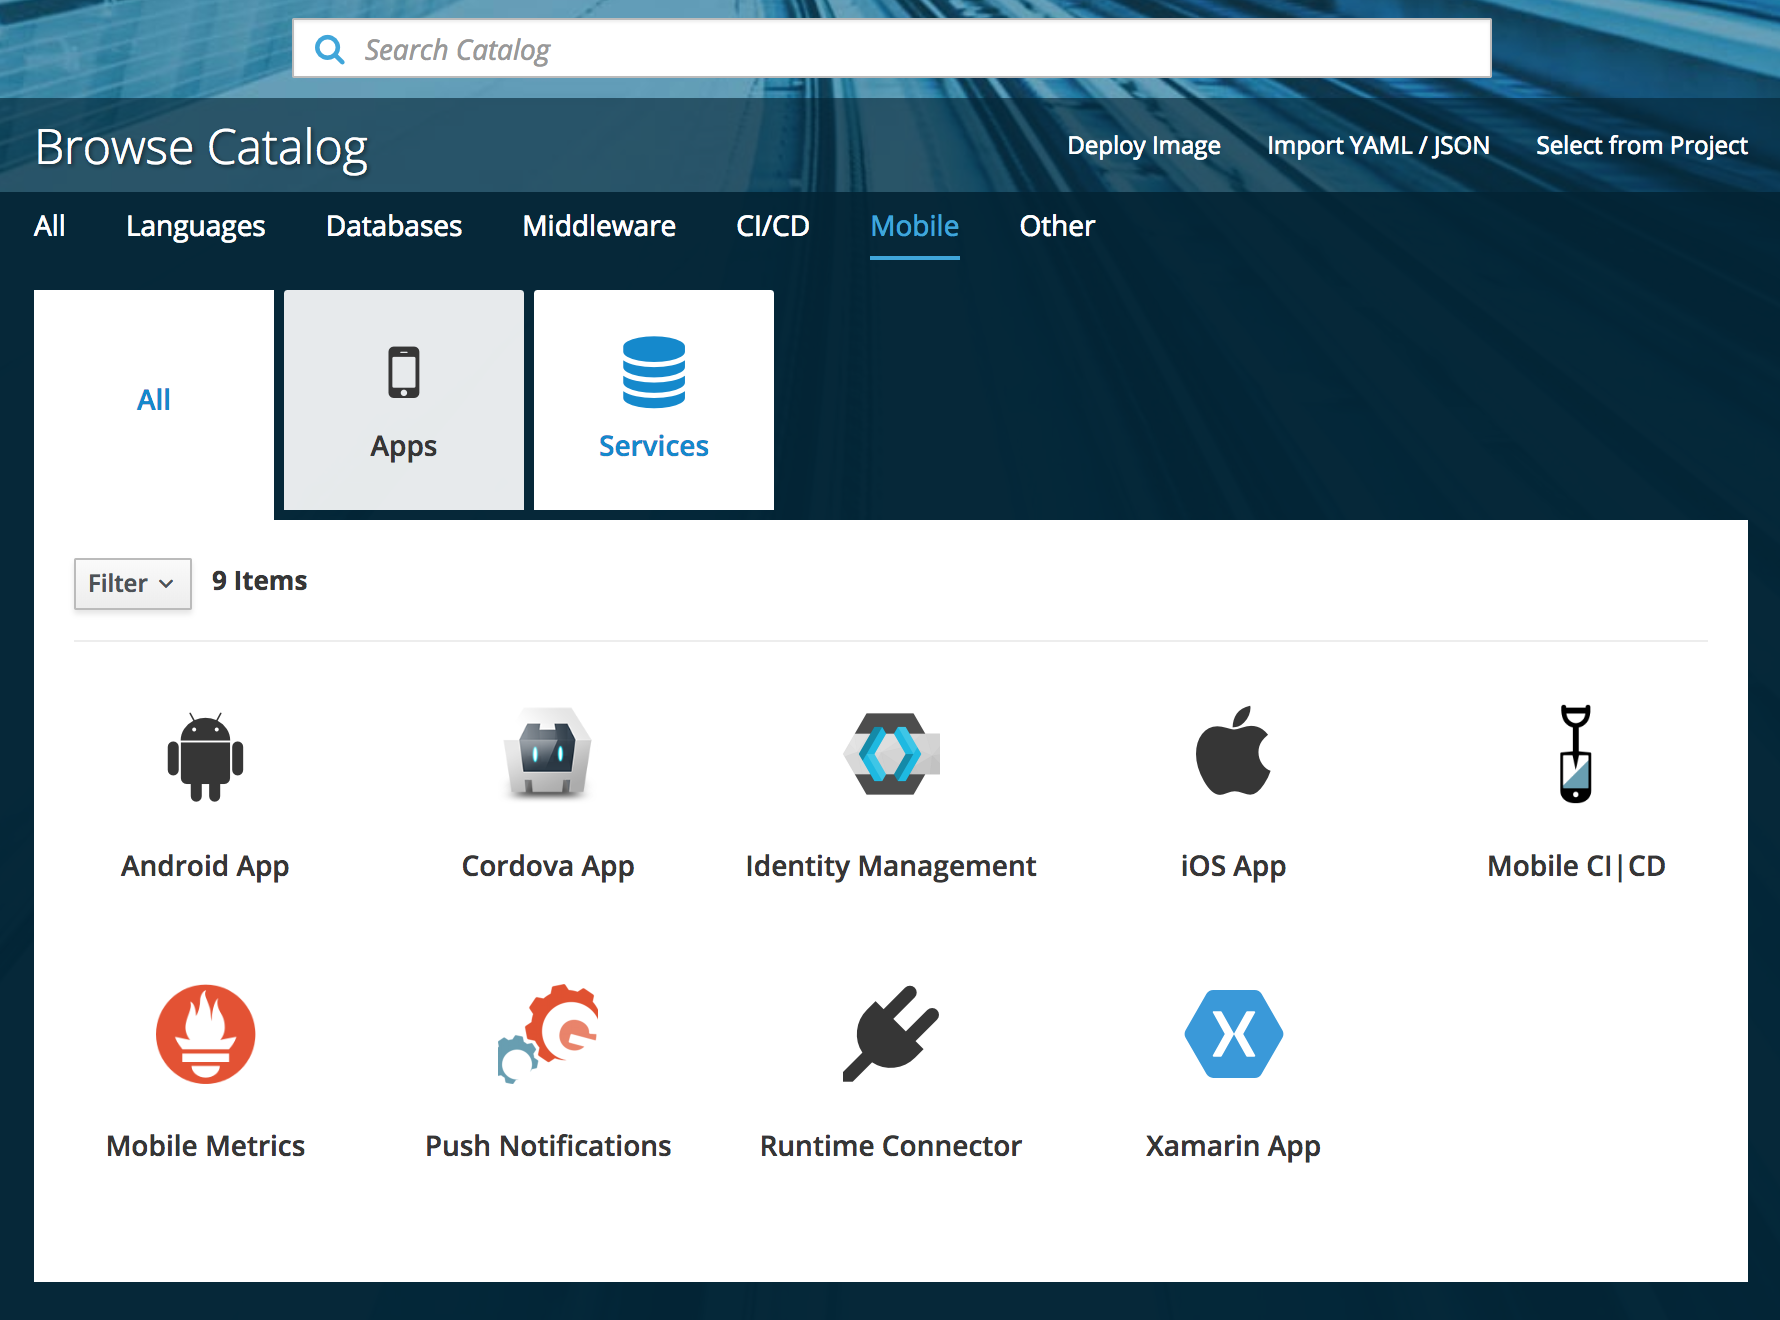 Search Catalog
Browse Catalog
Deploy Image Import YAML / JSON Select from Project
All Languages Databases Middleware CI/CD Mobile Other
All
Apps
Services
Filter 9 Items
Android App Cordova App Identity Management iOS App Mobile CI|CD
Mobile Metrics Push Notifications Runtime Connector Xamarin App